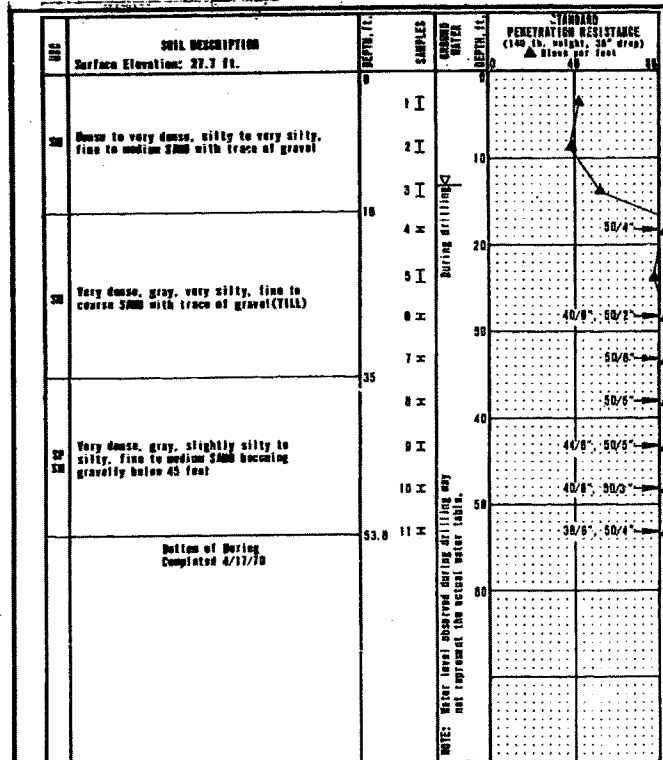 USC
SOIL DESCRIPTION
Surface Elevation: 27.7 ft.
DEPTH, ft.
SAMPLES
GROUND WATER
DEPTH, ft.
STANDARD
PENETRATION RESISTANCE
(140 lb. weight, 30" drop)
▲ Blows per foot
0
0
0 40
SM
Dense to very dense, silty to very silty,
fine to medium SAND with trace of gravel
1
2
3
10
During drilling
16
4
50/4"
20
SM
Very dense, gray, very silty, fine to
coarse SAND with trace of gravel (TILL)
5
6
40/6", 50/2"
30
7
50/6"
35
8
50/5"
40
SP
SM
Very dense, gray, slightly silty to
silty, fine to medium SAND becoming
gravelly below 45 feet
9
44/6", 50/5"
10
40/6", 50/3"
50
53.8
11
38/6", 50/4"
Bottom of Boring
Completed 4/17/70
60
NOTE: Water level observed during drilling may
not represent the actual water table.